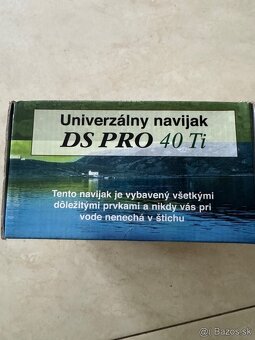 Univerzálny navijak
DS PRO 40 Ti
Tento navijak je vybavený všetkými
dôležitými prvkami a nikdy vás pri
vode nenechá v štichu
Bazos.sk